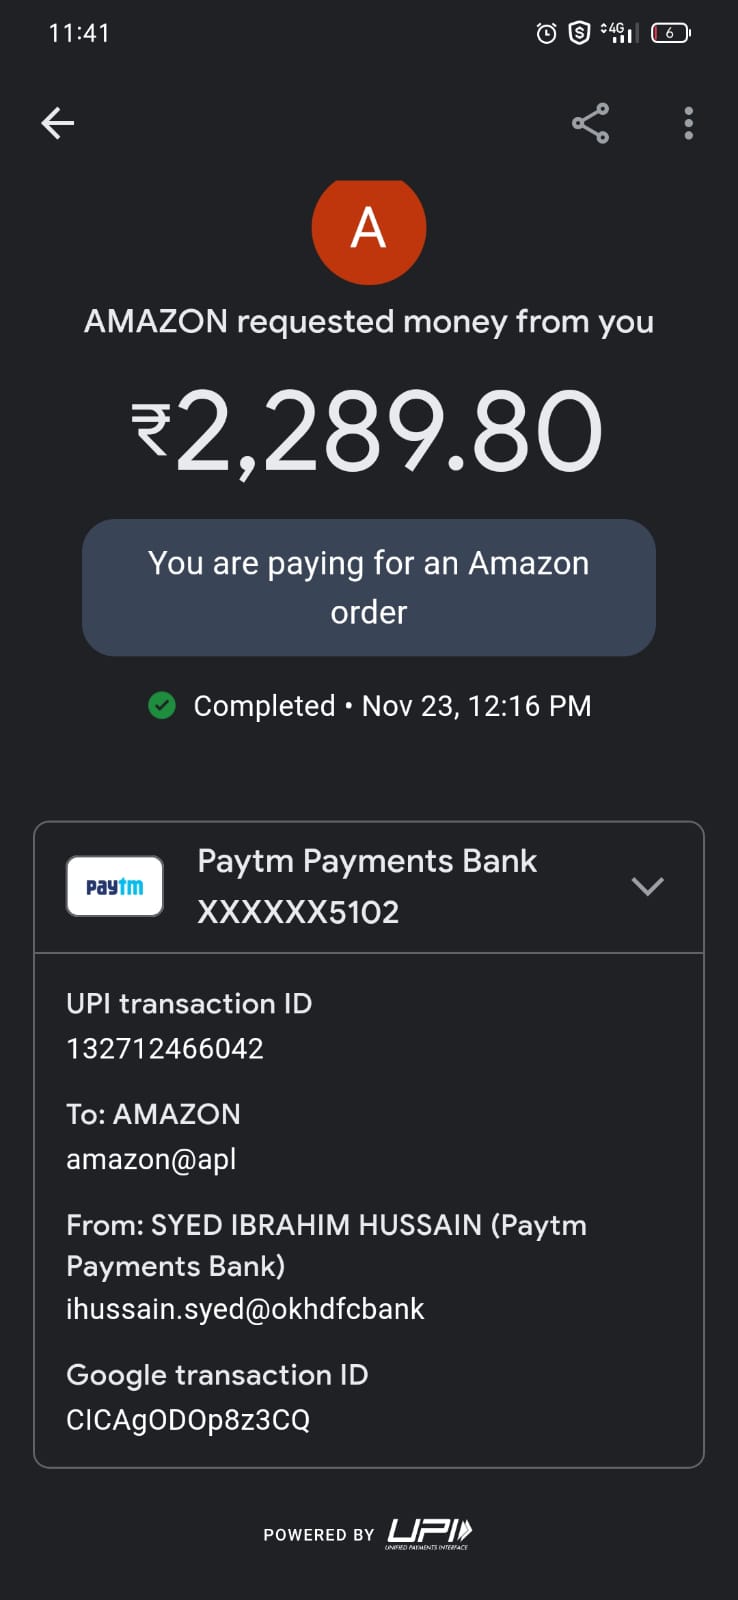 11:41
4G
6
A
AMAZON requested money from you
₹2,289.80
You are paying for an Amazon
order
Completed • Nov 23, 12:16 PM
paytm
Paytm Payments Bank
XXXXXX5102
UPI transaction ID
132712466042
To: AMAZON
amazon@apl
From: SYED IBRAHIM HUSSAIN (Paytm
Payments Bank)
ihussain.syed@okhdfcbank
Google transaction ID
CICAgODOp8z3CQ
POWERED BY UPI
UNIFIED PAYMENTS INTERFACE